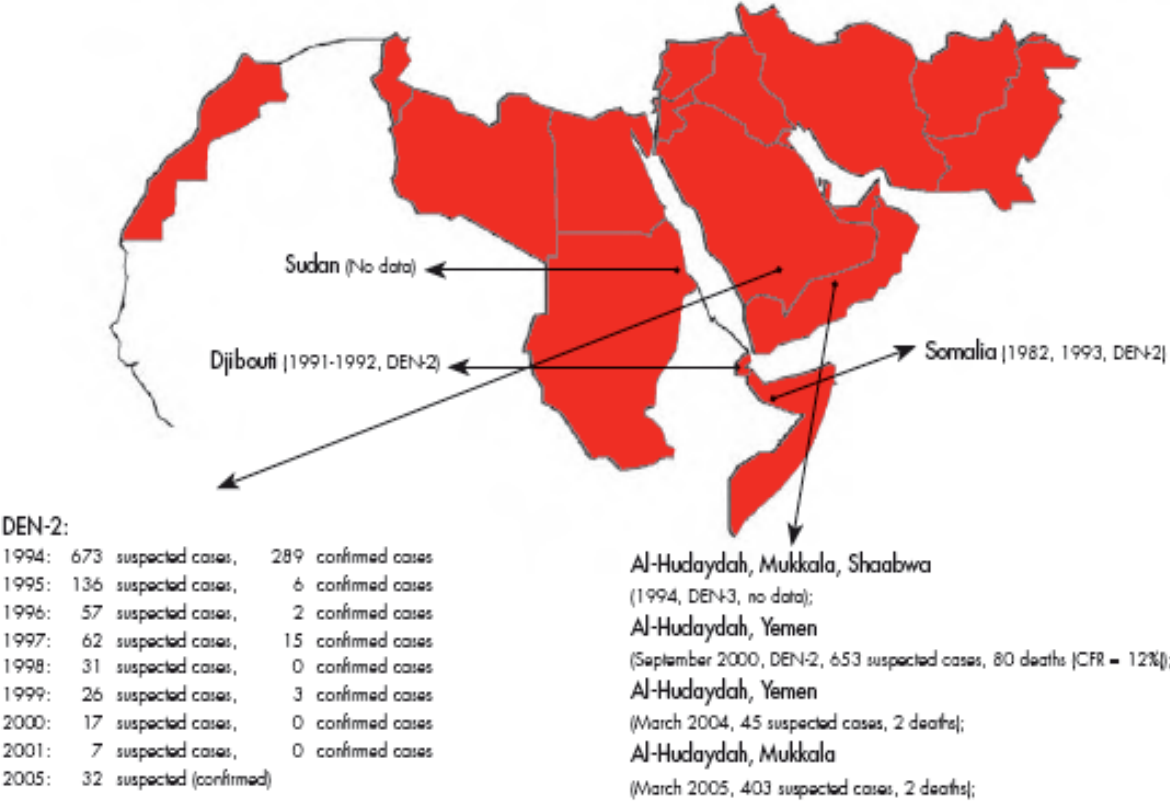 Sudan (No data)
Djibouti (1991-1992, DEN-2)
Somalia (1982, 1993, DEN-2)
DEN-2:
1994: 673 suspected cases, 289 confirmed cases
1995: 136 suspected cases, 6 confirmed cases
1996: 57 suspected cases, 2 confirmed cases
1997: 62 suspected cases, 15 confirmed cases
1998: 31 suspected cases, 0 confirmed cases
1999: 26 suspected cases, 3 confirmed cases
2000: 17 suspected cases, 0 confirmed cases
2001: 7 suspected cases, 0 confirmed cases
2005: 32 suspected (confirmed)
Al-Hudaydah, Mukkala, Shaabwa
(1994, DEN-3, no data);
Al-Hudaydah, Yemen
(September 2000, DEN-2, 653 suspected cases, 80 deaths (CFR = 12%));
Al-Hudaydah, Yemen
(March 2004, 45 suspected cases, 2 deaths);
Al-Hudaydah, Mukkala
(March 2005, 403 suspected cases, 2 deaths);